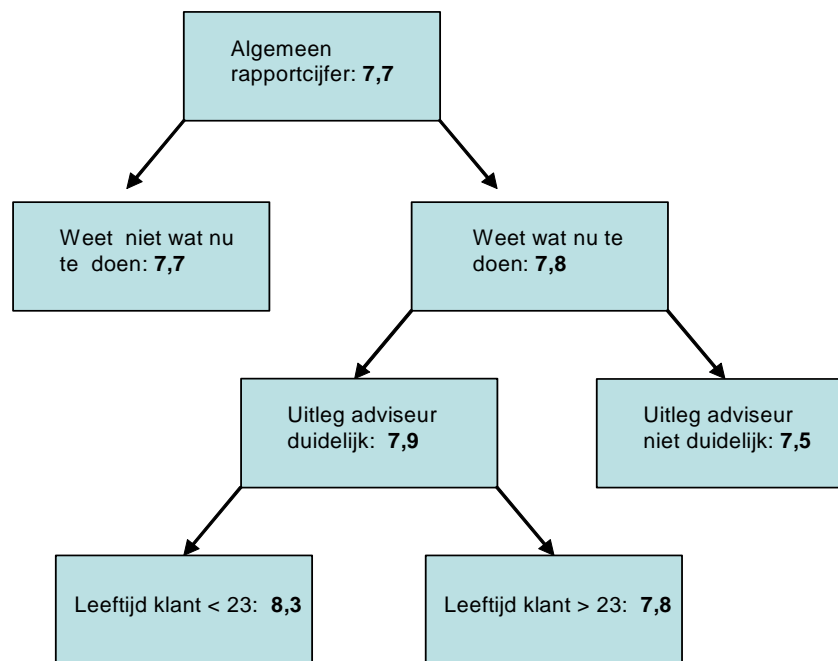 Algemeen
rapportcijfer: 7,7
Weet niet wat nu
te doen: 7,7
Weet wat nu te
doen: 7,8
Uitleg adviseur
duidelijk: 7,9
Uitleg adviseur
niet duidelijk: 7,5
Leeftijd klant < 23: 8,3
Leeftijd klant > 23: 7,8